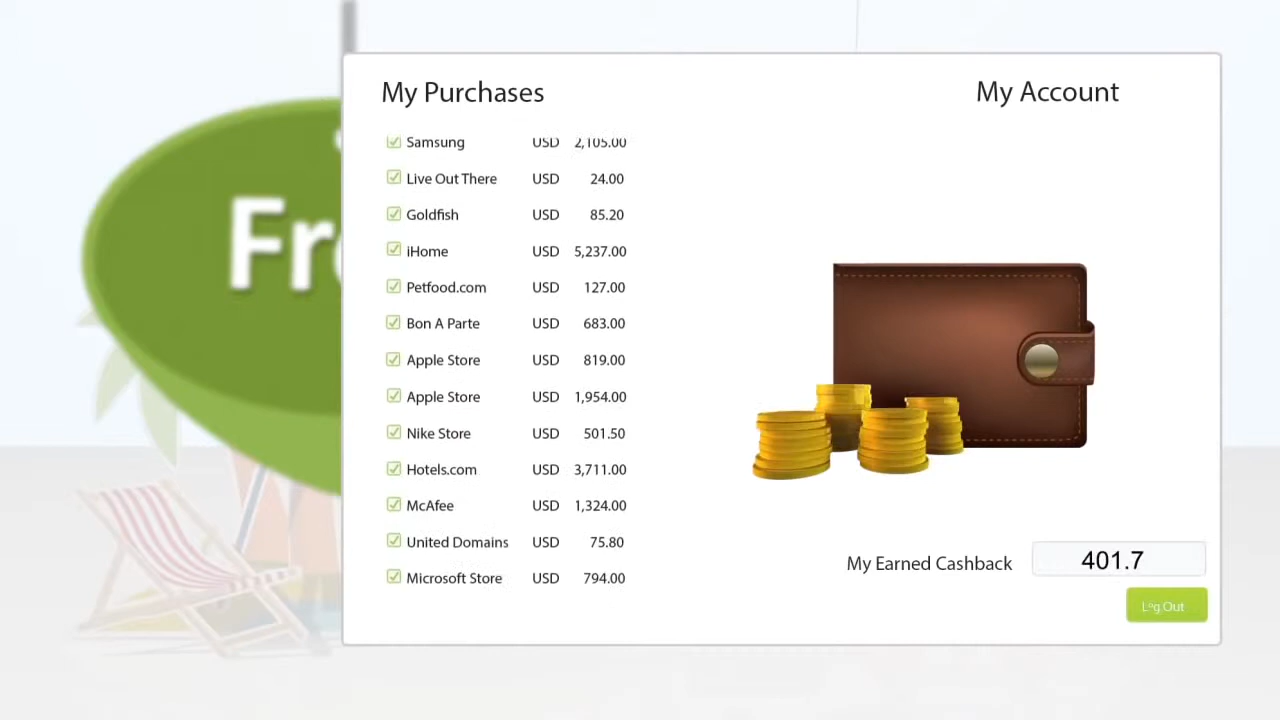 Fr
My Purchases
My Account
Samsung USD 2,105.00
Live Out There USD 24.00
Goldfish USD 85.20
iHome USD 5,237.00
Petfood.com USD 127.00
Bon A Parte USD 683.00
Apple Store USD 819.00
Apple Store USD 1,954.00
Nike Store USD 501.50
Hotels.com USD 3,711.00
McAfee USD 1,324.00
United Domains USD 75.80
Microsoft Store USD 794.00
My Earned Cashback 401.7
Log Out